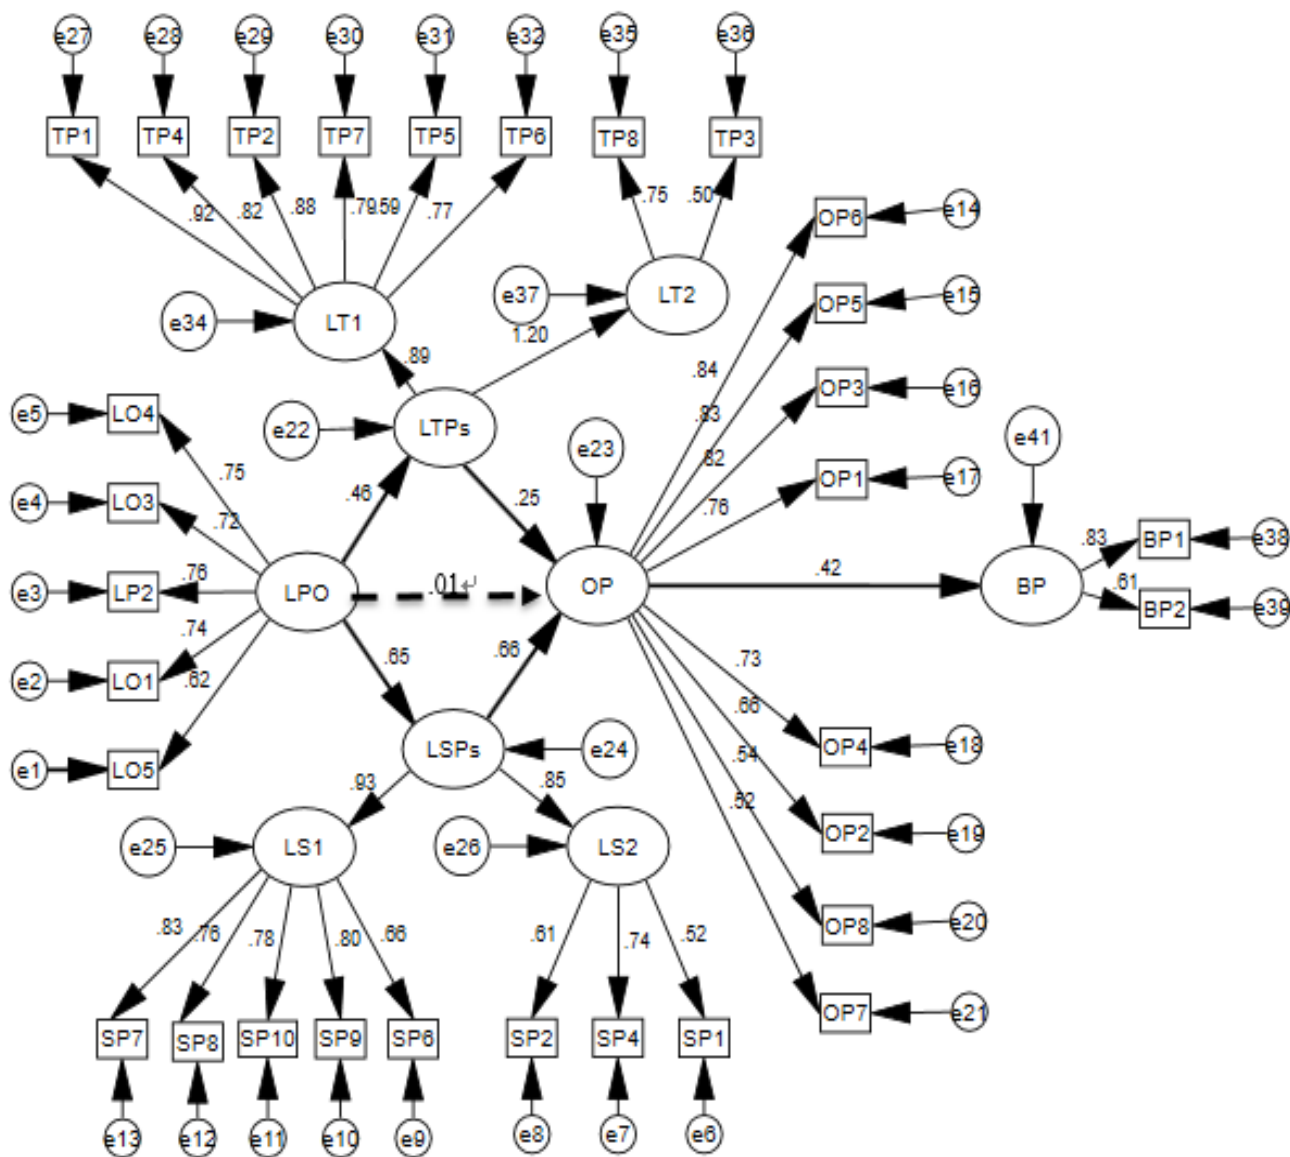 e27 e28 e29 e30 e31 e32 e35 e36
TP1 TP4 TP2 TP7 TP5 TP6 TP8 TP3
.92 .82 .88 .79 .59 .77 .75 .50
OP6 e14
e34 LT1 e37 LT2
OP5 e15
1.20
.89
.84
OP3 e16
e5 LO4
e22 LTPs
.83
e23
e41
.82
.75
OP1 e17
.46 .25
.76
e4 LO3
.72
BP1 e38
.83
e3 LP2
.76
LPO .01 OP .42 BP
.61
BP2 e39
.74
e2 LO1
.62
.65 .66
.73
.66
e1 LO5
LSPs e24
.54
OP4 e18
.52
.93 .85
OP2 e19
e25 LS1 e26 LS2
OP8 e20
.83 .76 .78 .80 .66 .61 .74 .52
OP7 e21
SP7 SP8 SP10 SP9 SP6 SP2 SP4 SP1
e13 e12 e11 e10 e9 e8 e7 e6